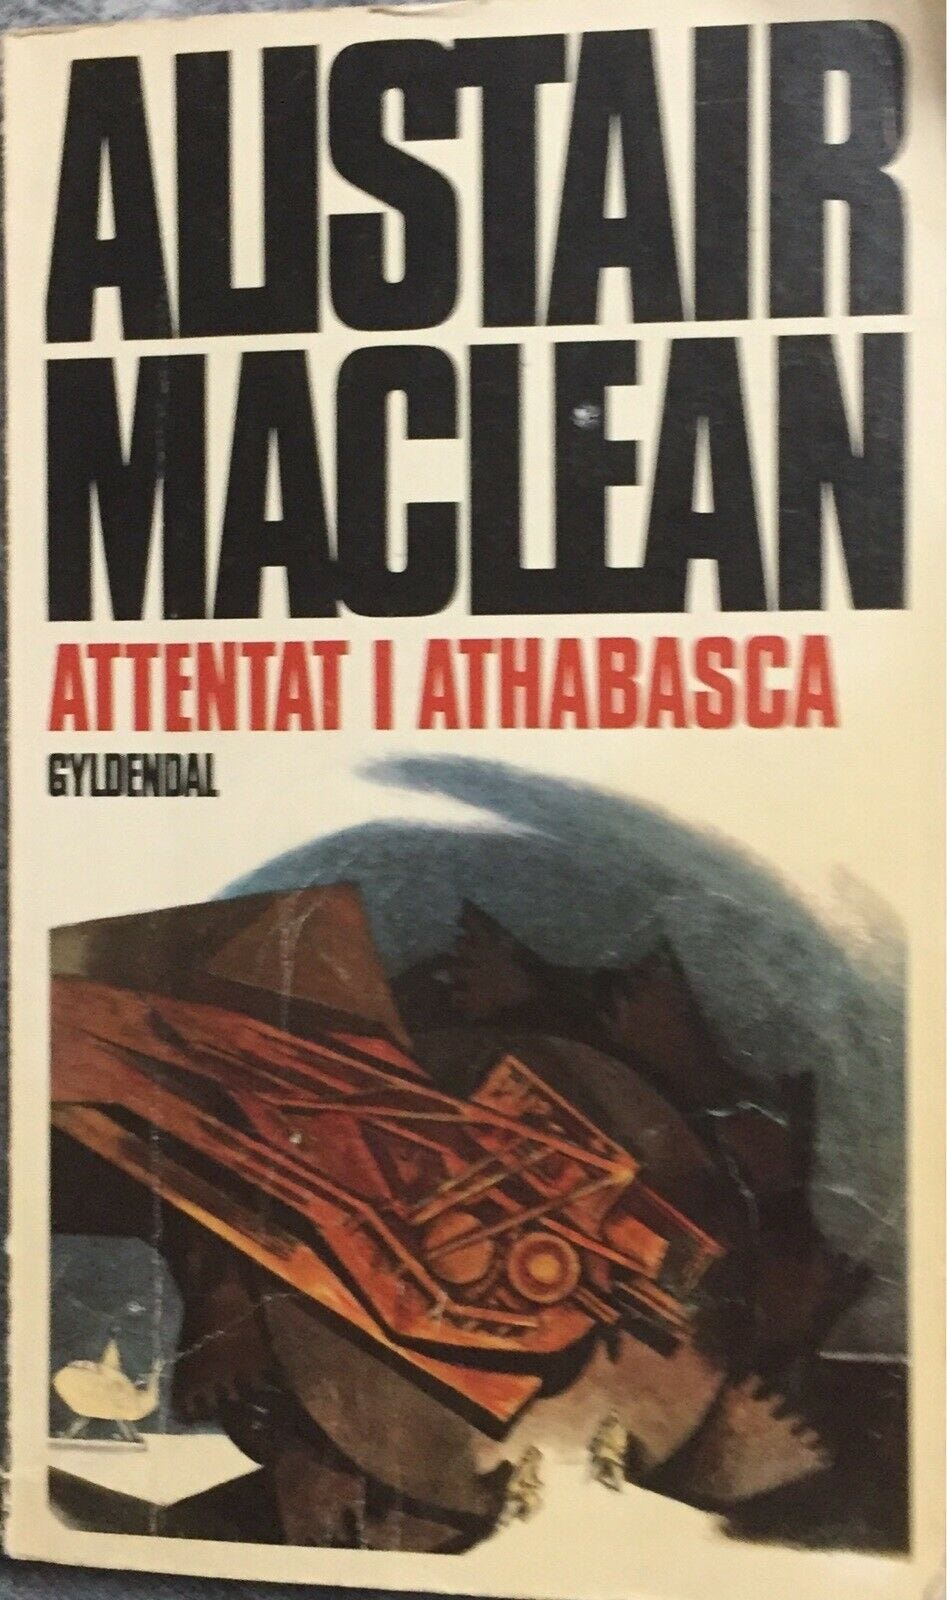 ALISTAIR
MACLEAN
ATTENTAT I ATHABASCA
GYLDENDAL